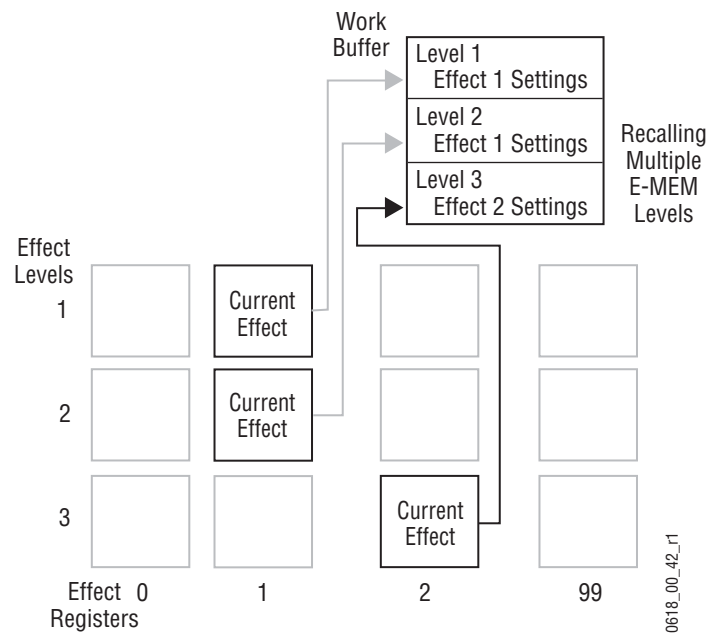 Work
Buffer
Level 1
Effect 1 Settings
Level 2
Effect 1 Settings
Level 3
Effect 2 Settings
Recalling
Multiple
E-MEM
Levels
Effect
Levels
1
Current
Effect
2
Current
Effect
3
Current
Effect
Effect 0 1 2 99
Registers
0618_00_42_r1